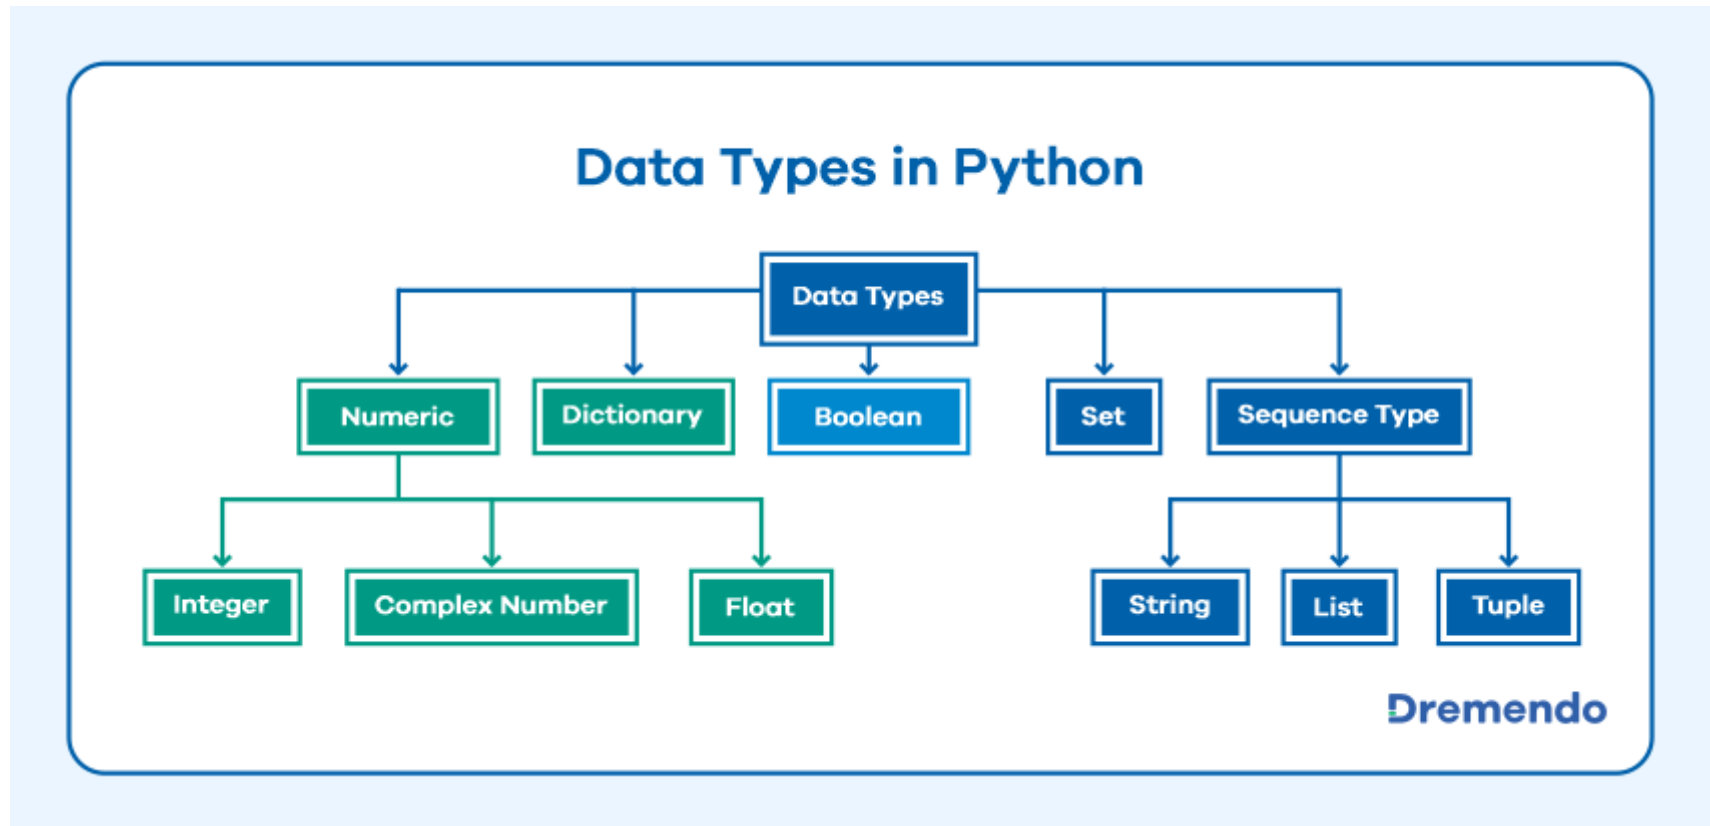 Data Types in Python
Data Types
Numeric
Dictionary
Boolean
Set
Sequence Type
Integer
Complex Number
Float
String
List
Tuple
Dremendo